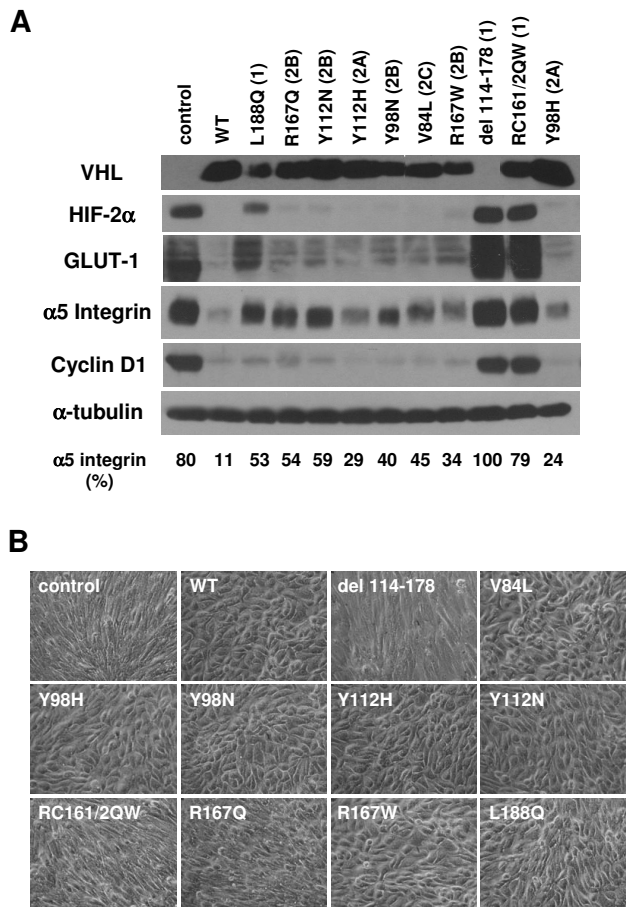 A
control
WT
L188Q (1)
R167Q (2B)
Y112N (2B)
Y112H (2A)
Y98N (2B)
V84L (2C)
R167W (2B)
del 114-178 (1)
RC161/2QW (1)
Y98H (2A)
VHL
HIF-2α
GLUT-1
α5 Integrin
Cyclin D1
α-tubulin
α5 integrin (%) 80 11 53 54 59 29 40 45 34 100 79 24
B
control WT del 114-178 V84L
Y98H Y98N Y112H Y112N
RC161/2QW R167Q R167W L188Q